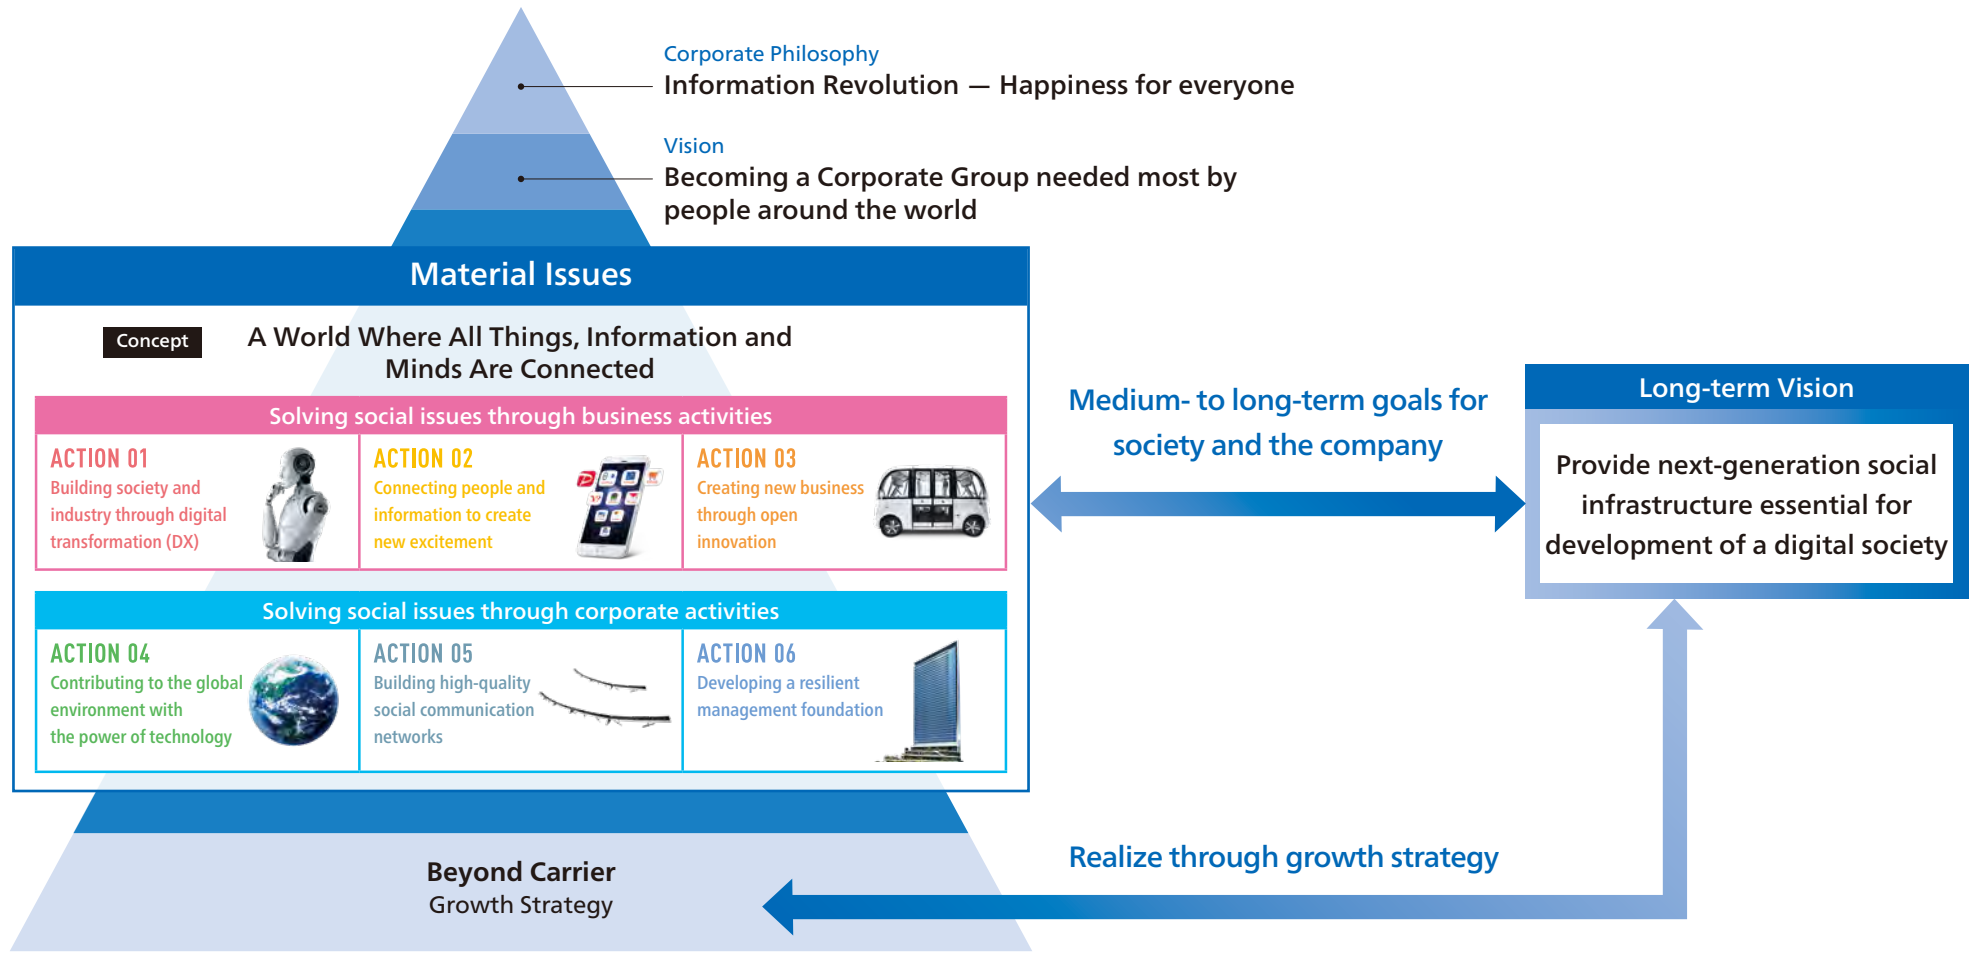 Corporate Philosophy
Information Revolution — Happiness for everyone
Vision
Becoming a Corporate Group needed most by
people around the world
Material Issues
Concept
A World Where All Things, Information and
Minds Are Connected
Solving social issues through business activities
ACTION 01
Building society and
industry through digital
transformation (DX)
ACTION 02
Connecting people and
information to create
new excitement
ACTION 03
Creating new business
through open
innovation
Solving social issues through corporate activities
ACTION 04
Contributing to the global
environment with
the power of technology
ACTION 05
Building high-quality
social communication
networks
ACTION 06
Developing a resilient
management foundation
Beyond Carrier
Growth Strategy
Medium- to long-term goals for
society and the company
Long-term Vision
Provide next-generation social
infrastructure essential for
development of a digital society
Realize through growth strategy